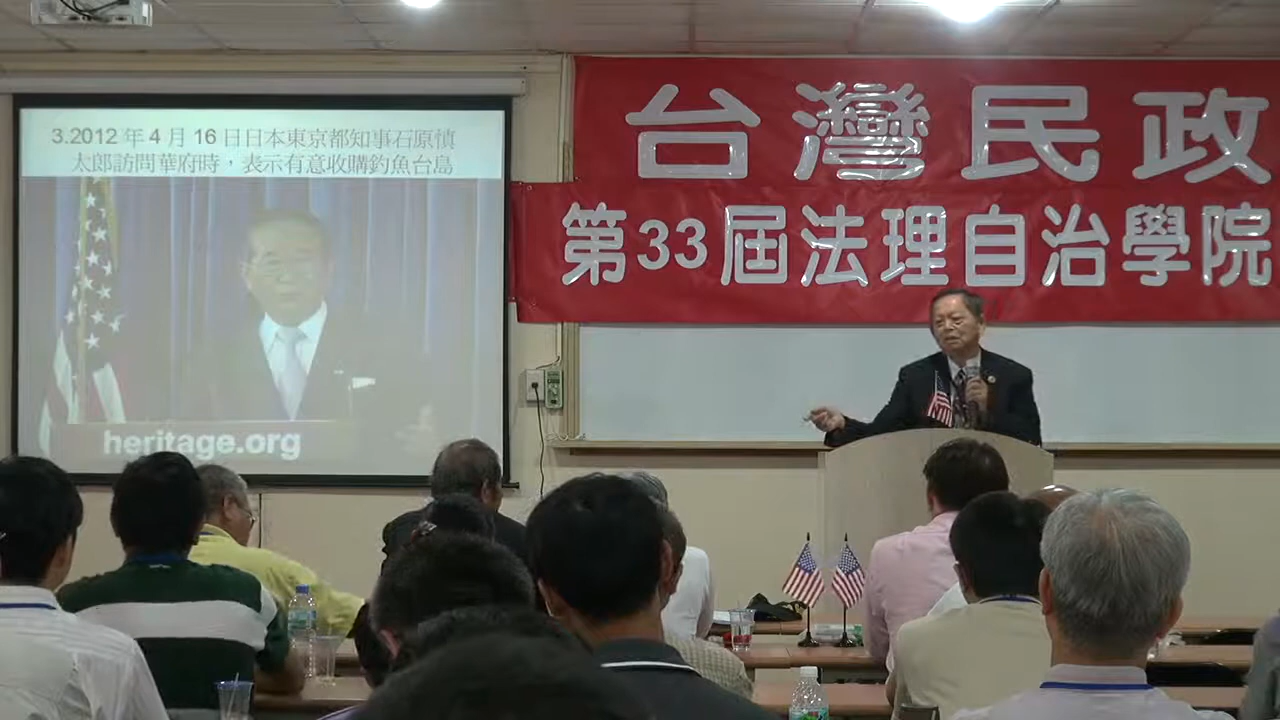 3.2012 年 4 月 16 日日本東京都知事石原慎
太郎訪問華府時，表示有意收購釣魚台島
heritage.org
台灣民政
第33屆法理自治學院